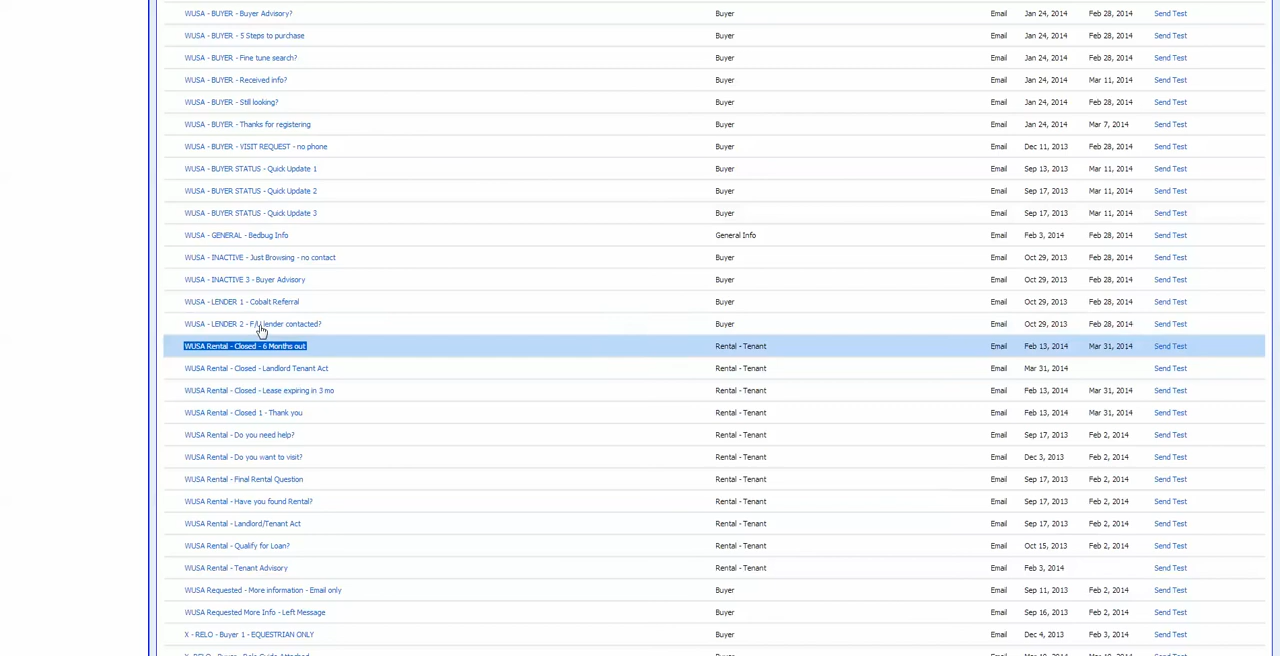 WUSA - BUYER - Buyer Advisory? Buyer Email Jan 24, 2014 Feb 28, 2014 Send Test
WUSA - BUYER - 5 Steps to purchase Buyer Email Jan 24, 2014 Feb 28, 2014 Send Test
WUSA - BUYER - Fine tune search? Buyer Email Jan 24, 2014 Feb 28, 2014 Send Test
WUSA - BUYER - Received info? Buyer Email Jan 24, 2014 Mar 11, 2014 Send Test
WUSA - BUYER - Still looking? Buyer Email Jan 24, 2014 Feb 28, 2014 Send Test
WUSA - BUYER - Thanks for registering Buyer Email Jan 24, 2014 Mar 7, 2014 Send Test
WUSA - BUYER - VISIT REQUEST - no phone Buyer Email Dec 11, 2013 Feb 28, 2014 Send Test
WUSA - BUYER STATUS - Quick Update 1 Buyer Email Sep 13, 2013 Mar 11, 2014 Send Test
WUSA - BUYER STATUS - Quick Update 2 Buyer Email Sep 17, 2013 Mar 11, 2014 Send Test
WUSA - BUYER STATUS - Quick Update 3 Buyer Email Sep 17, 2013 Mar 11, 2014 Send Test
WUSA - GENERAL - Bedbug Info General Info Email Feb 3, 2014 Feb 28, 2014 Send Test
WUSA - INACTIVE - Just Browsing - no contact Buyer Email Oct 29, 2013 Feb 28, 2014 Send Test
WUSA - INACTIVE 3 - Buyer Advisory Buyer Email Oct 29, 2013 Feb 28, 2014 Send Test
WUSA - LENDER 1 - Cobalt Referral Buyer Email Oct 29, 2013 Feb 28, 2014 Send Test
WUSA - LENDER 2 - F/U lender contacted? Buyer Email Oct 29, 2013 Feb 28, 2014 Send Test
WUSA Rental - Closed - 6 Months out Rental - Tenant Email Feb 13, 2014 Mar 31, 2014 Send Test
WUSA Rental - Closed - Landlord Tenant Act Rental - Tenant Email Mar 31, 2014 Send Test
WUSA Rental - Closed - Lease expiring in 3 mo Rental - Tenant Email Feb 13, 2014 Mar 31, 2014 Send Test
WUSA Rental - Closed 1 - Thank you Rental - Tenant Email Feb 13, 2014 Mar 31, 2014 Send Test
WUSA Rental - Do you need help? Rental - Tenant Email Sep 17, 2013 Feb 2, 2014 Send Test
WUSA Rental - Do you want to visit? Rental - Tenant Email Dec 3, 2013 Feb 2, 2014 Send Test
WUSA Rental - Final Rental Question Rental - Tenant Email Sep 17, 2013 Feb 2, 2014 Send Test
WUSA Rental - Have you found Rental? Rental - Tenant Email Sep 17, 2013 Feb 2, 2014 Send Test
WUSA Rental - Landlord/Tenant Act Rental - Tenant Email Sep 17, 2013 Feb 2, 2014 Send Test
WUSA Rental - Qualify for Loan? Rental - Tenant Email Oct 15, 2013 Feb 2, 2014 Send Test
WUSA Rental - Tenant Advisory Rental - Tenant Email Feb 3, 2014 Send Test
WUSA Requested - More information - Email only Buyer Email Sep 11, 2013 Feb 2, 2014 Send Test
WUSA Requested More Info - Left Message Buyer Email Sep 16, 2013 Feb 2, 2014 Send Test
X - RELO - Buyer 1 - EQUESTRIAN ONLY Buyer Email Dec 4, 2013 Feb 3, 2014 Send Test